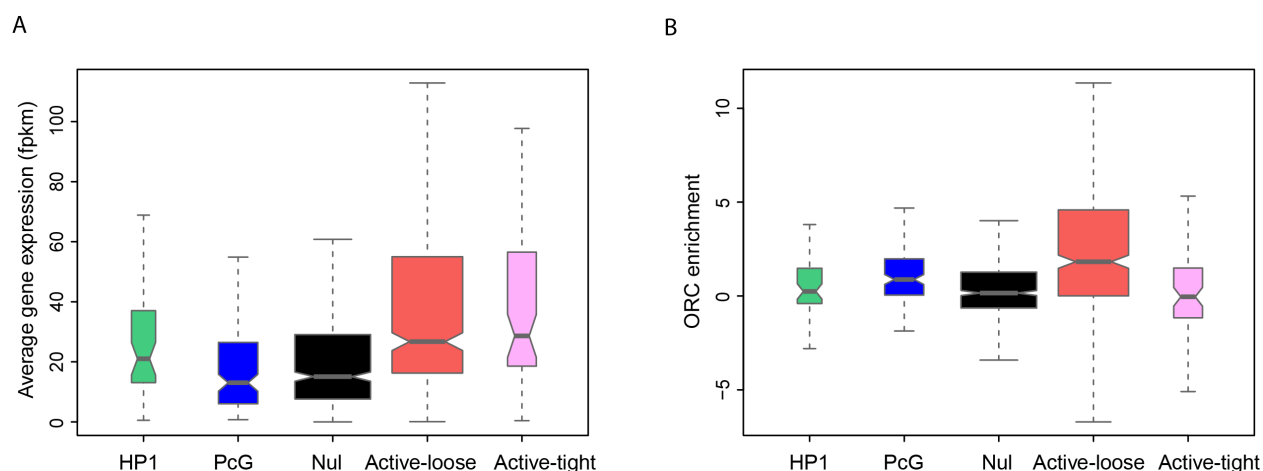 A
B
Average gene expression (fpkm)
0
20
40
60
80
100
HP1 PcG Nul Active-loose Active-tight
ORC enrichment
−5
0
5
10
HP1 PcG Nul Active-loose Active-tight